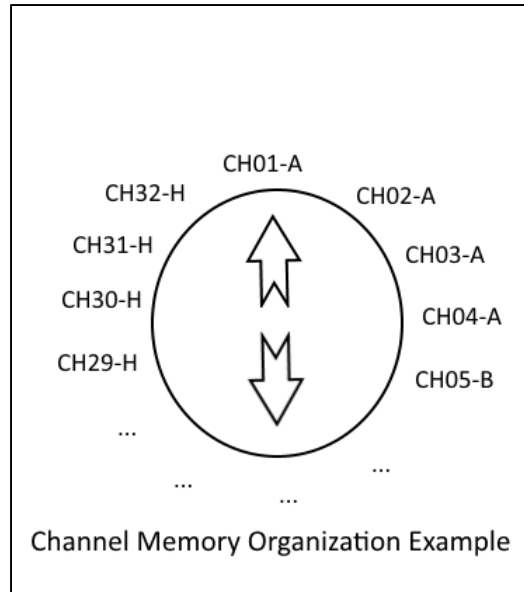 CH01-A
CH02-A
CH03-A
CH04-A
CH05-B
...
...
...
...
CH29-H
CH30-H
CH31-H
CH32-H
Channel Memory Organization Example